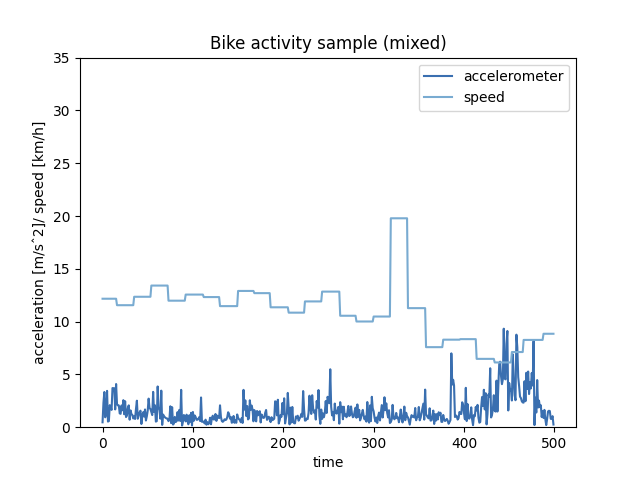 Bike activity sample (mixed)
accelerometer
speed
acceleration [m/sˆ2]/ speed [km/h]
35
30
25
20
15
10
5
0
0 100 200 300 400 500
time